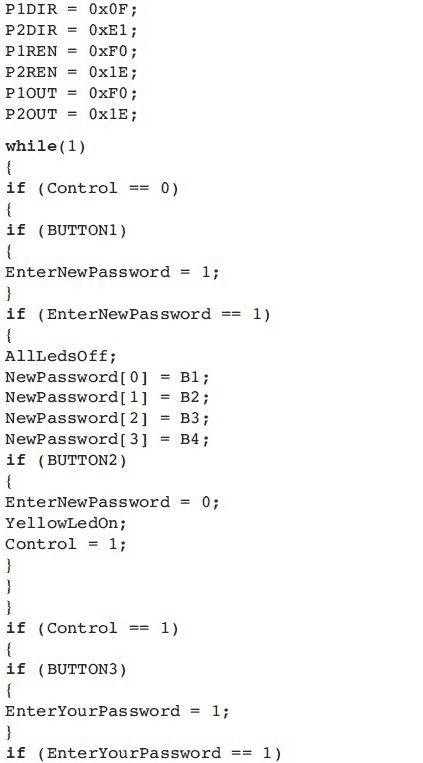 P1DIR = 0x0F;
P2DIR = 0xE1;
P1REN = 0xF0;
P2REN = 0x1E;
P1OUT = 0xF0;
P2OUT = 0x1E;
while(1)
{
if (Control == 0)
{
if (BUTTON1)
{
EnterNewPassword = 1;
}
if (EnterNewPassword == 1)
{
AllLedsOff;
NewPassword[0] = B1;
NewPassword[1] = B2;
NewPassword[2] = B3;
NewPassword[3] = B4;
if (BUTTON2)
{
EnterNewPassword = 0;
YellowLedOn;
Control = 1;
}
}
}
if (Control == 1)
{
if (BUTTON3)
{
EnterYourPassword = 1;
}
if (EnterYourPassword == 1)